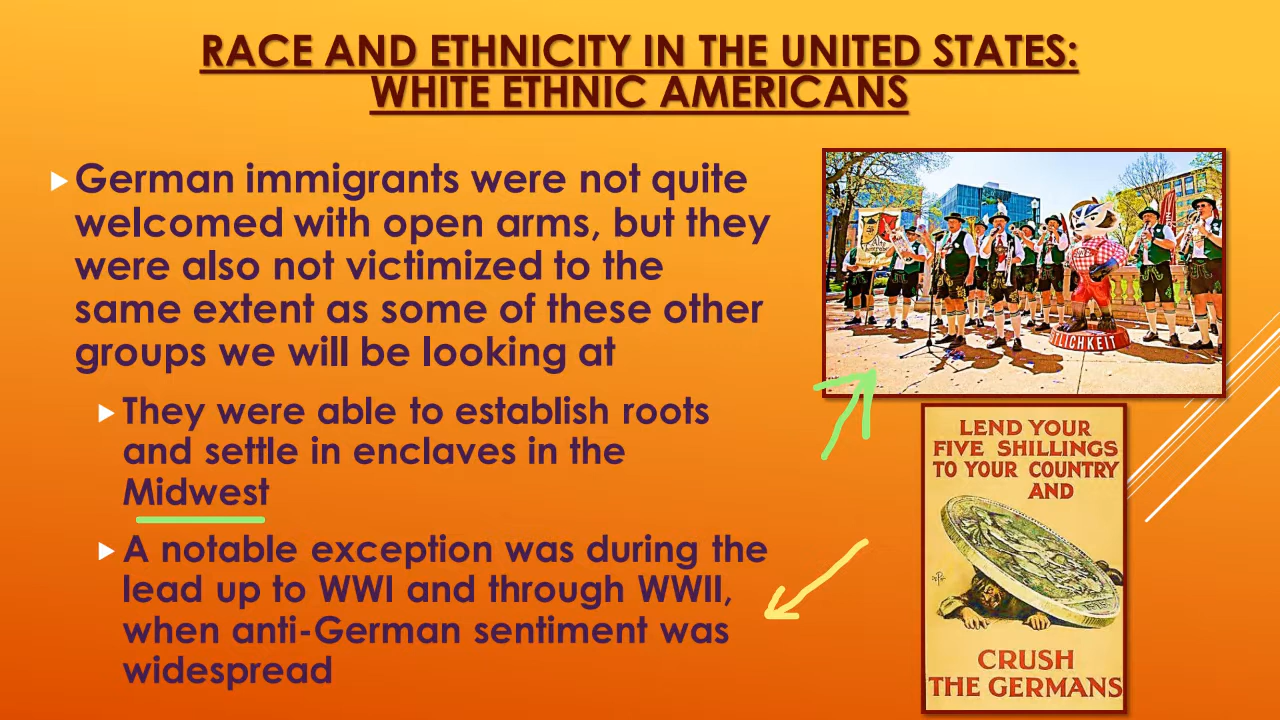 RACE AND ETHNICITY IN THE UNITED STATES:
WHITE ETHNIC AMERICANS
German immigrants were not quite
welcomed with open arms, but they
were also not victimized to the
same extent as some of these other
groups we will be looking at
They were able to establish roots
and settle in enclaves in the
Midwest
A notable exception was during the
lead up to WWI and through WWII,
when anti-German sentiment was
widespread
LEND YOUR
FIVE SHILLINGS
TO YOUR COUNTRY
AND
CRUSH
THE GERMANS